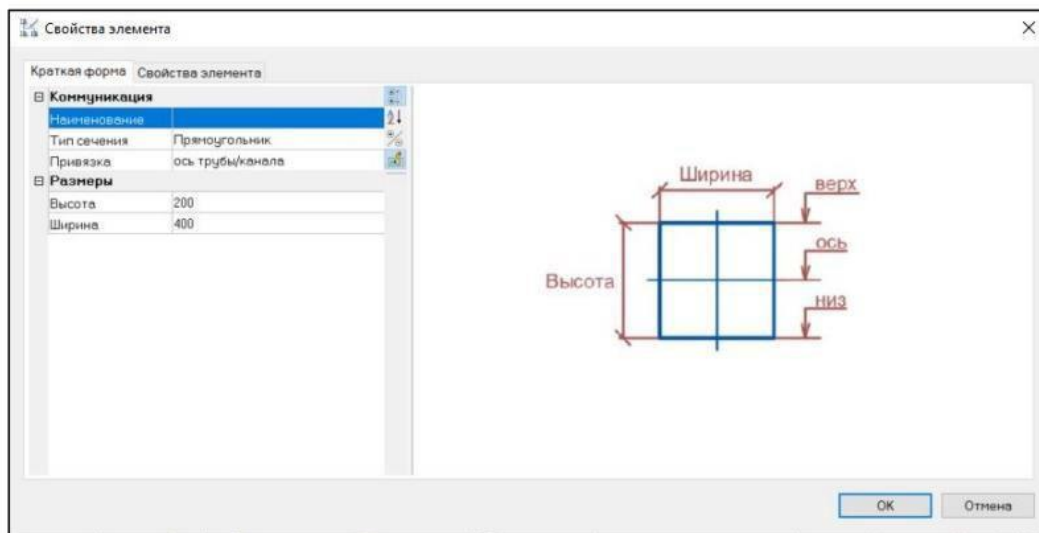 Свойства элемента
Краткая форма Свойства элемента
Коммуникация
Наименование
Тип сечения Прямоугольник
Привязка ось трубы/канала
Размеры
Высота 200
Ширина 400
Ширина
верх
ось
Высота
низ
OK Отмена